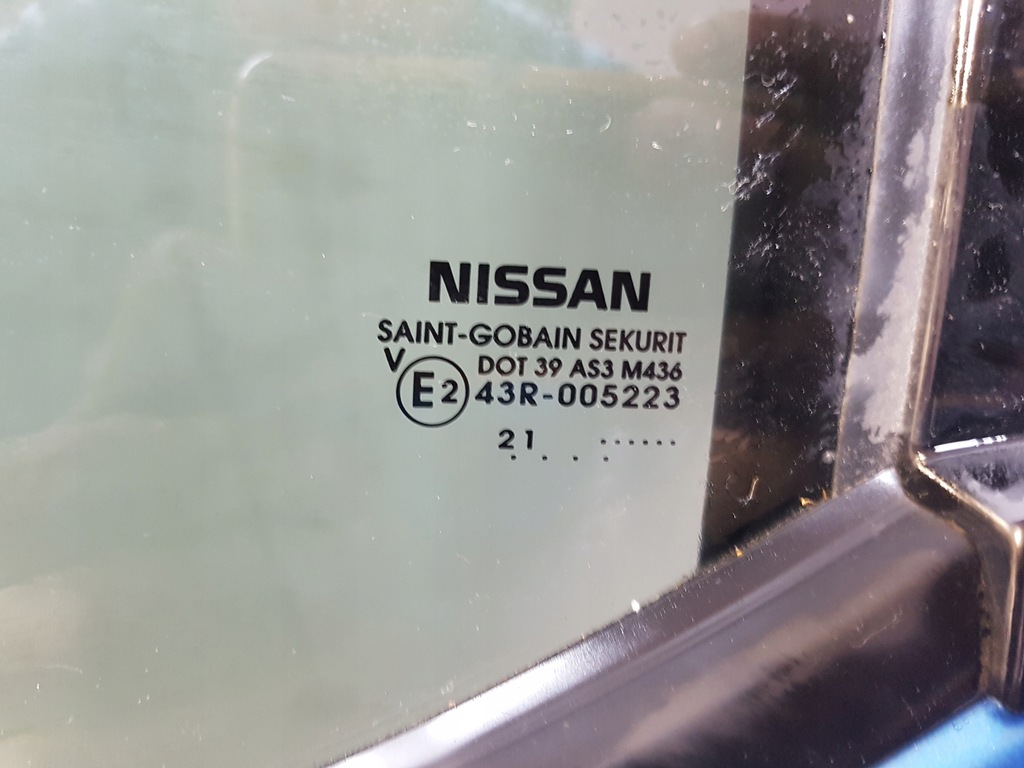 NISSAN
SAINT-GOBAIN SEKURIT
DOT 39 AS3 M436
V E2 43R-005223
21 ......
. . . .